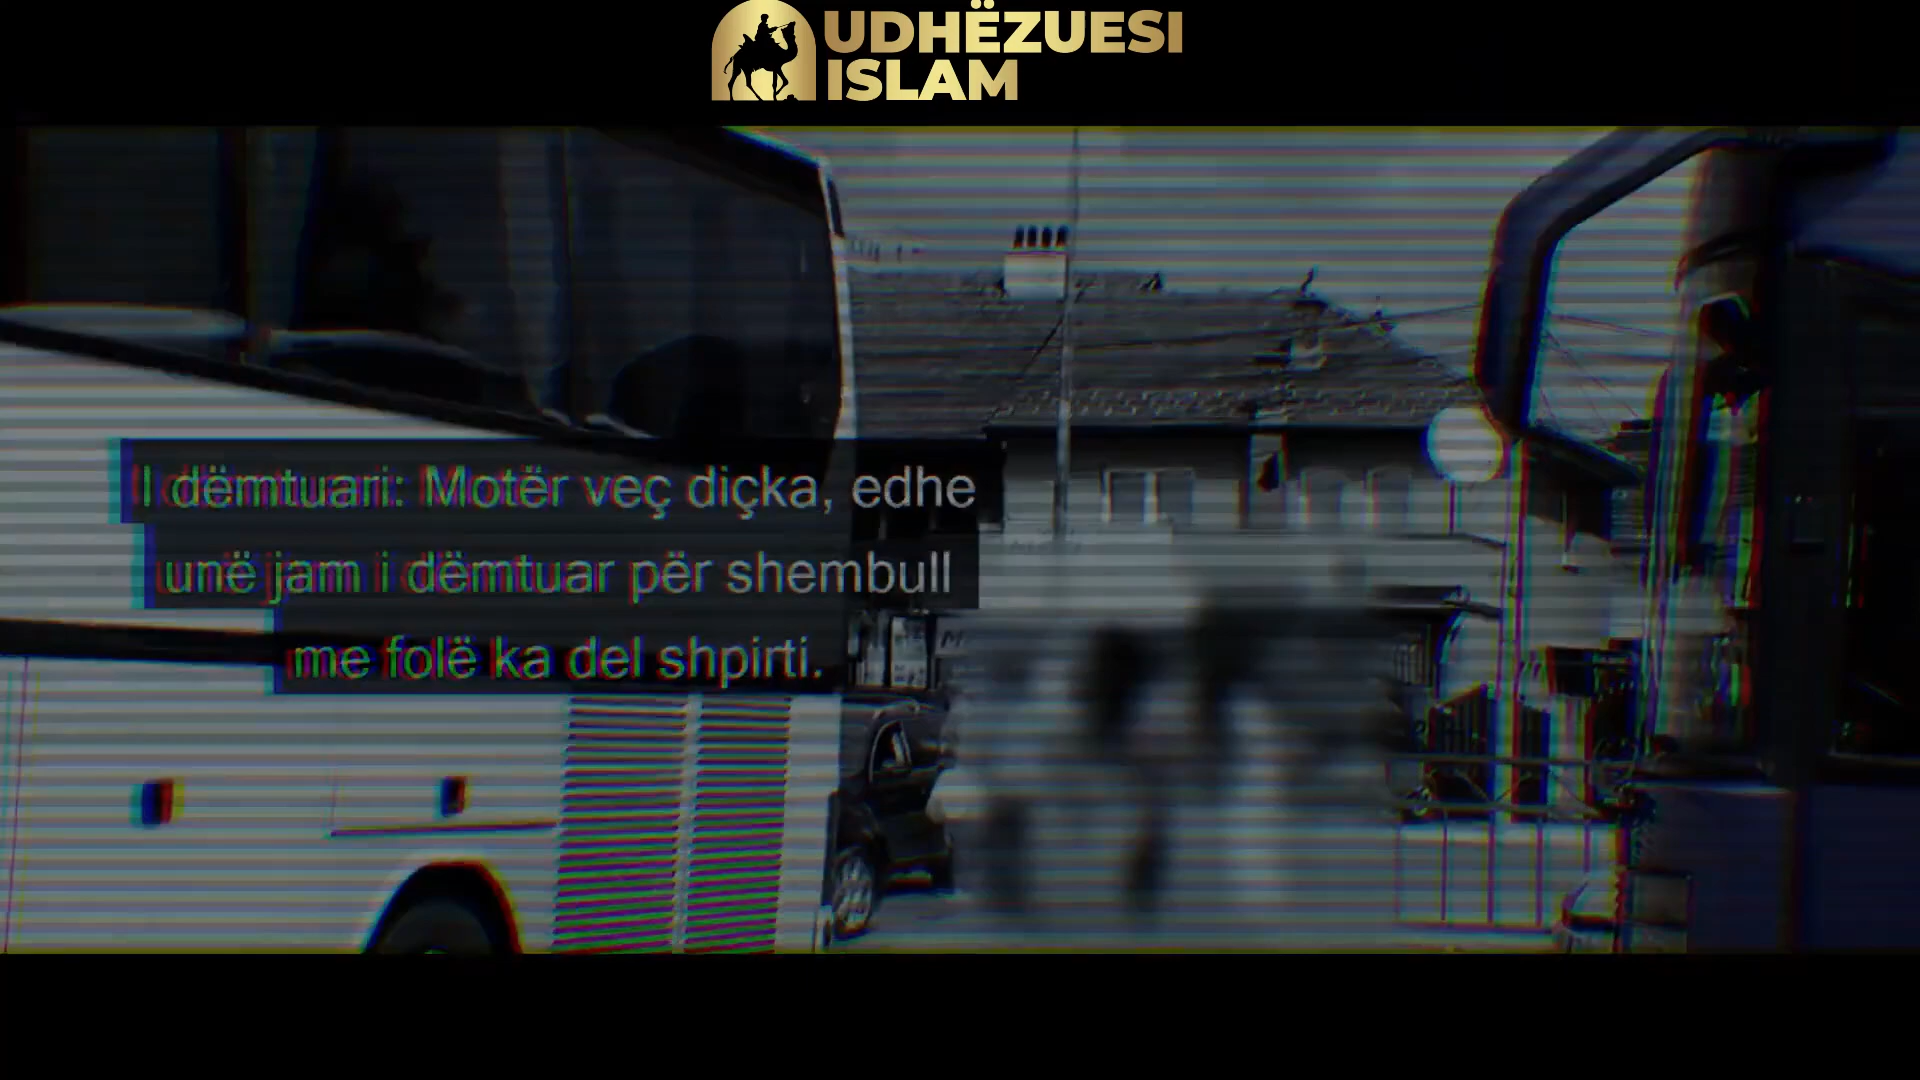 UDHËZUESI
ISLAM
I dëmtuari: Motër veç diçka, edhe
unë jam i dëmtuar për shembull
me folë ka del shpirti.